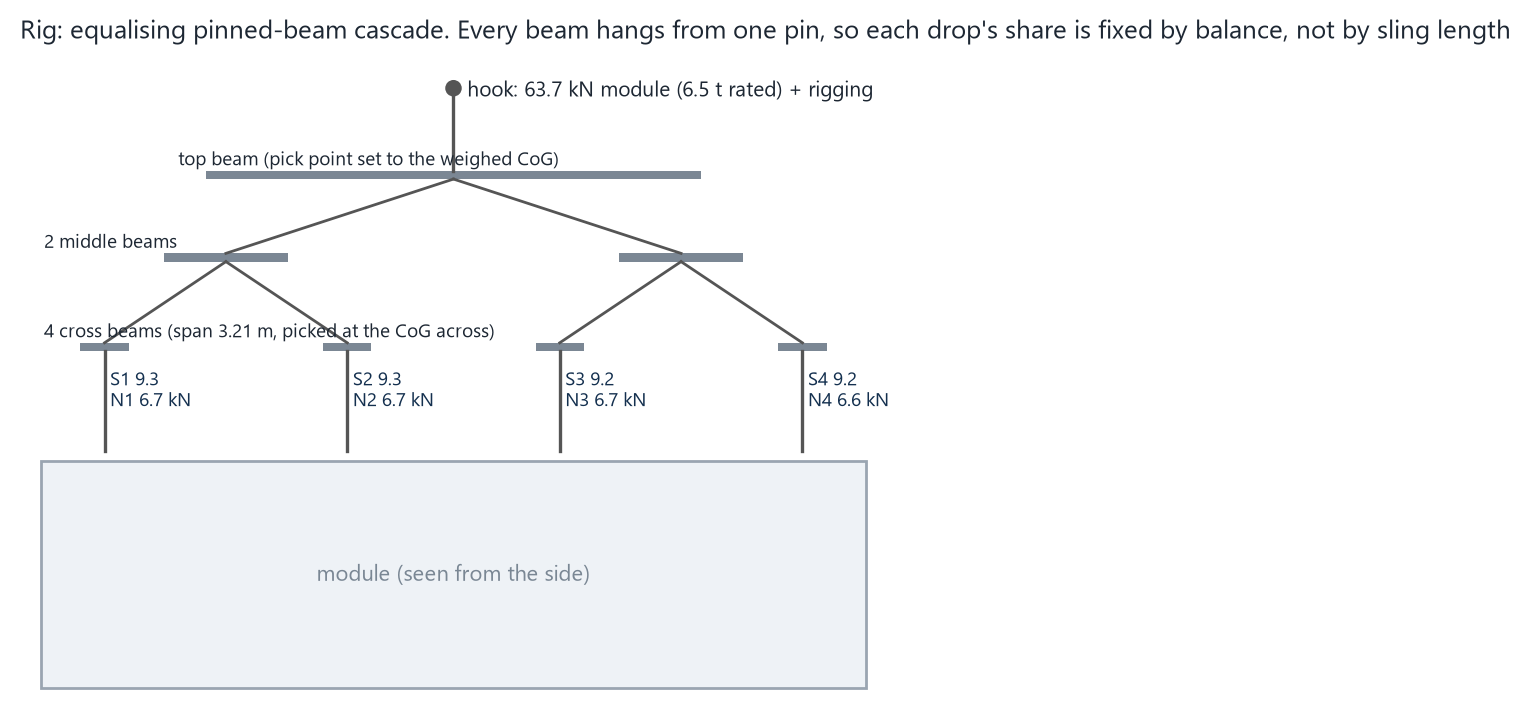 Rig: equalising pinned-beam cascade. Every beam hangs from one pin, so each drop's share is fixed by balance, not by sling length
hook: 63.7 kN module (6.5 t rated) + rigging
top beam (pick point set to the weighed CoG)
2 middle beams
4 cross beams (span 3.21 m, picked at the CoG across)
S1 9.3
N1 6.7 kN
S2 9.3
N2 6.7 kN
S3 9.2
N3 6.7 kN
S4 9.2
N4 6.6 kN
module (seen from the side)